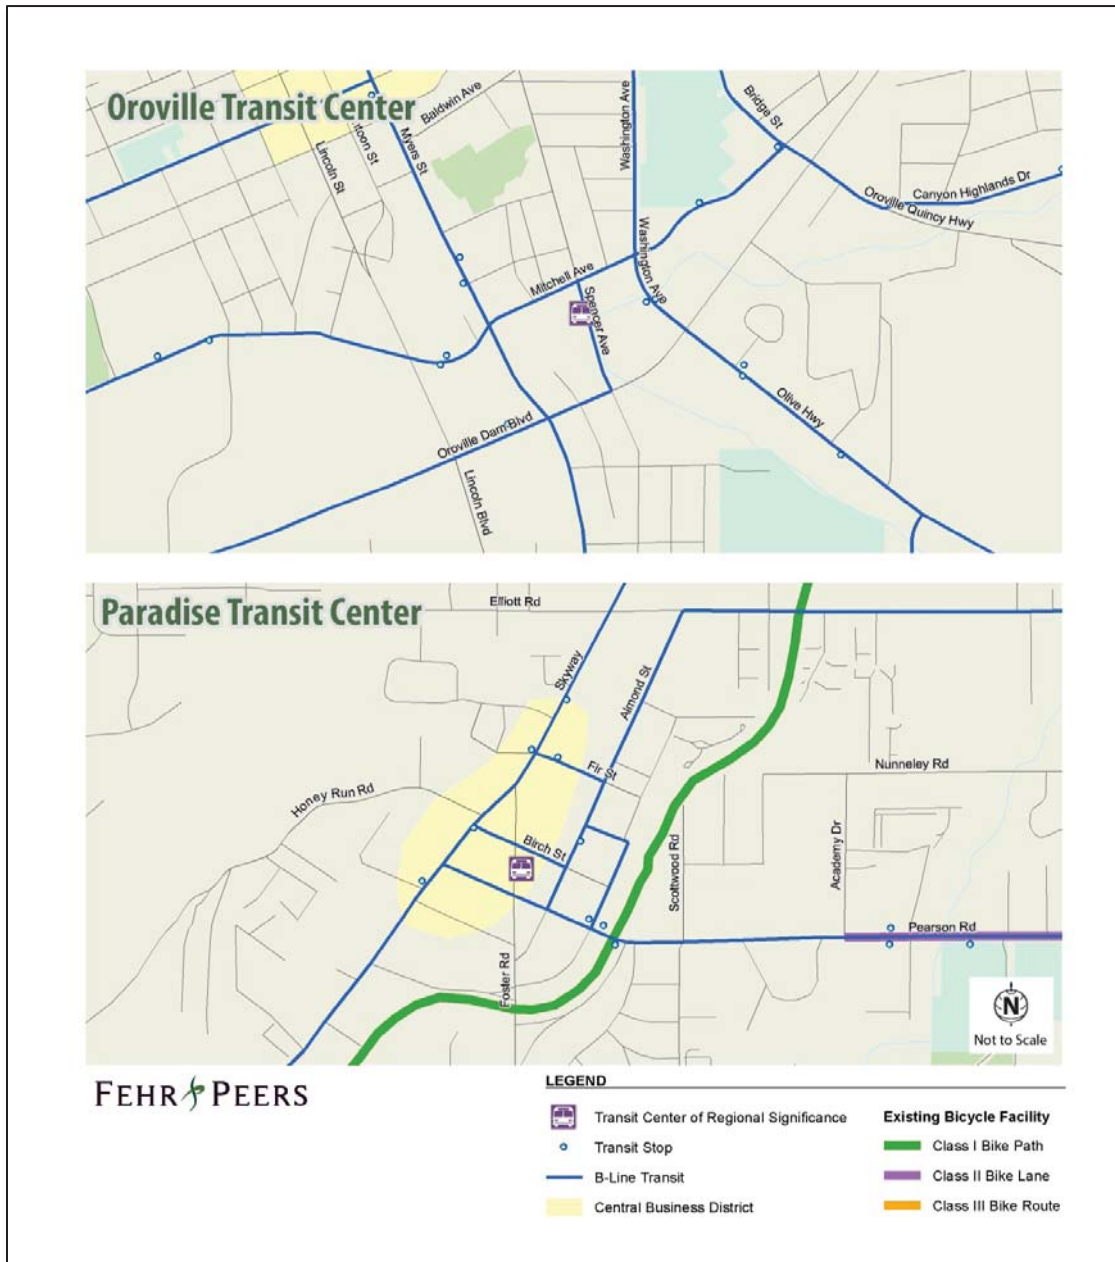 Oroville Transit Center
Baldwin Ave
Myers St
Lincoln St
toon St
Washington Ave
Bridge St
Canyon Highlands Dr
Oroville Quincy Hwy
Washington Ave
Mitchell Ave
Spencer Ave
Olive Hwy
Oroville Dam Blvd
Lincoln Blvd
Paradise Transit Center
Elliott Rd
Skyway
Almond St
Fir St
Nunneley Rd
Honey Run Rd
Birch St
Scottwood Rd
Academy Dr
Pearson Rd
Foster Rd
N
Not to Scale
FEHR PEERS
LEGEND
Transit Center of Regional Significance
Transit Stop
B-Line Transit
Central Business District
Existing Bicycle Facility
Class I Bike Path
Class II Bike Lane
Class III Bike Route